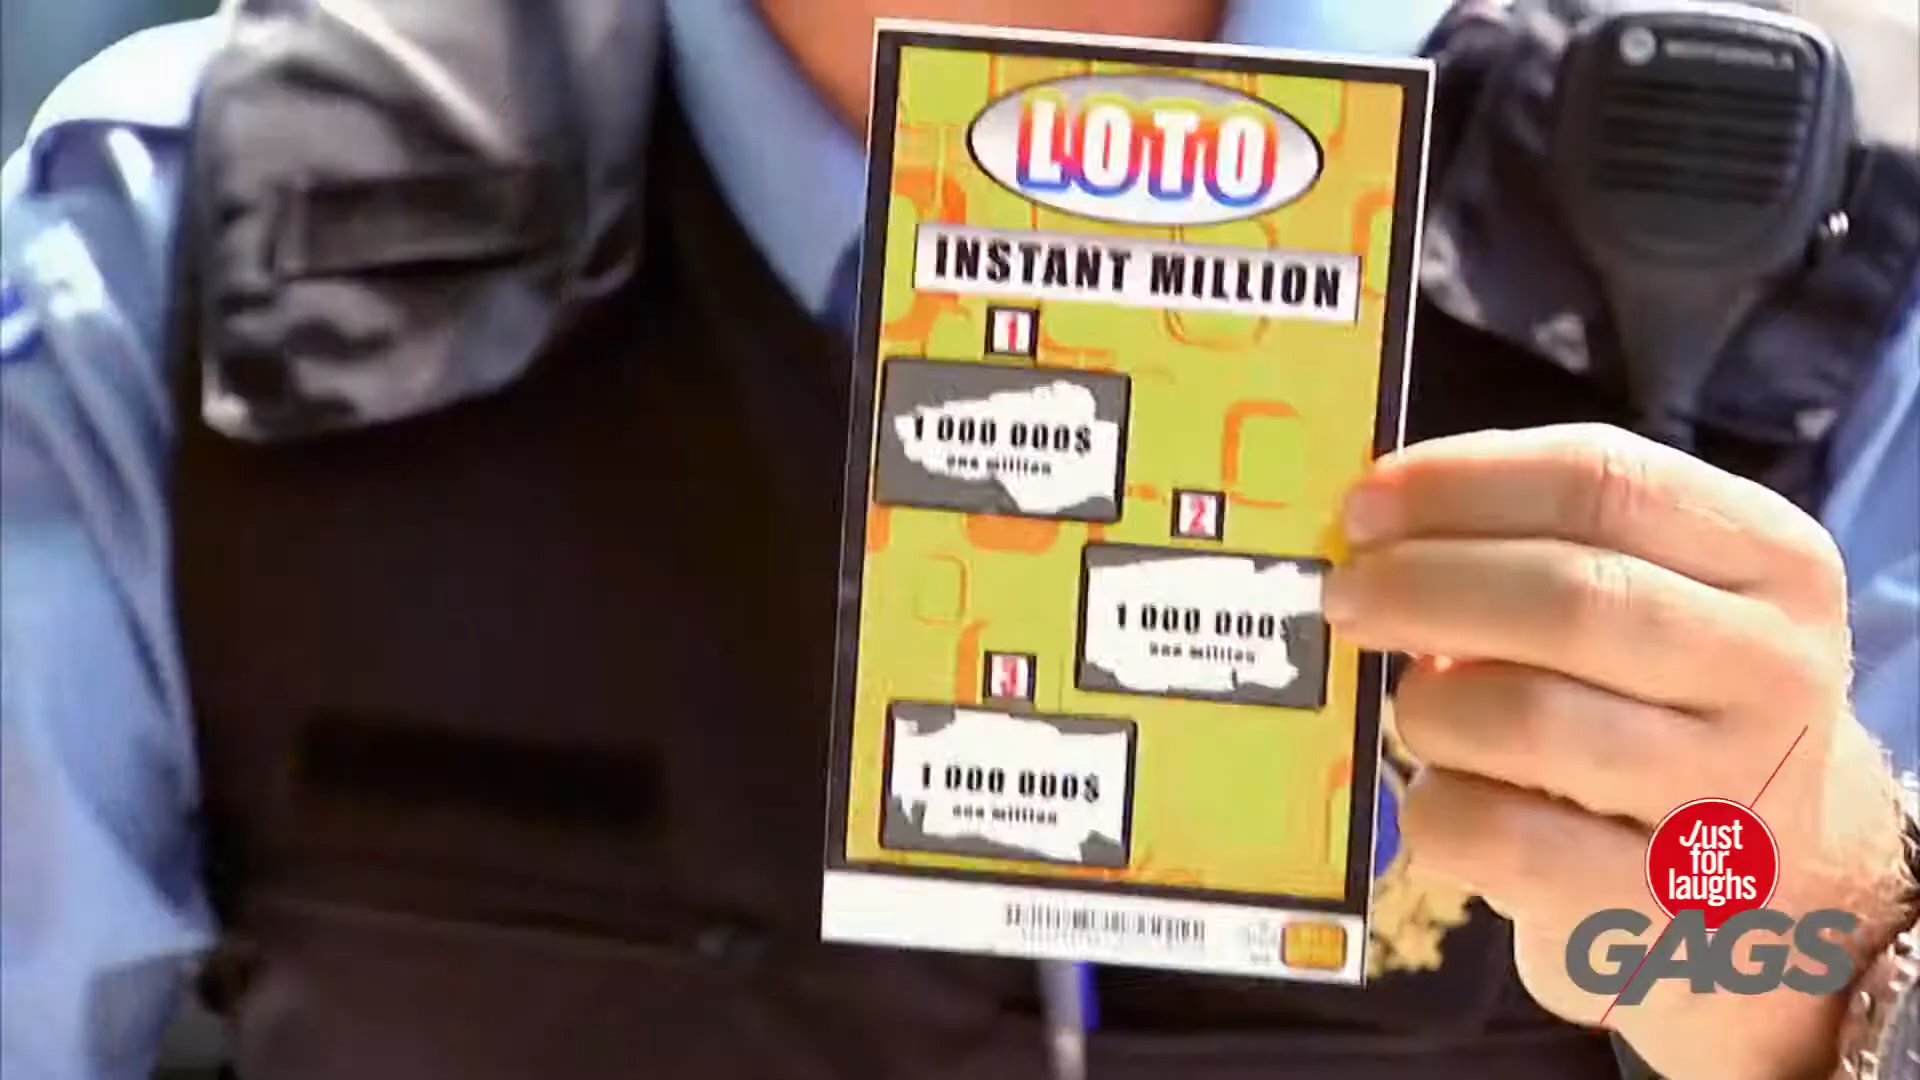 MOTOROLA
LOTO
INSTANT MILLION
1
1 000 000$
one million
2
1 000 000$
one million
3
1 000 000$
one million
Just
for
laughs
GAGS